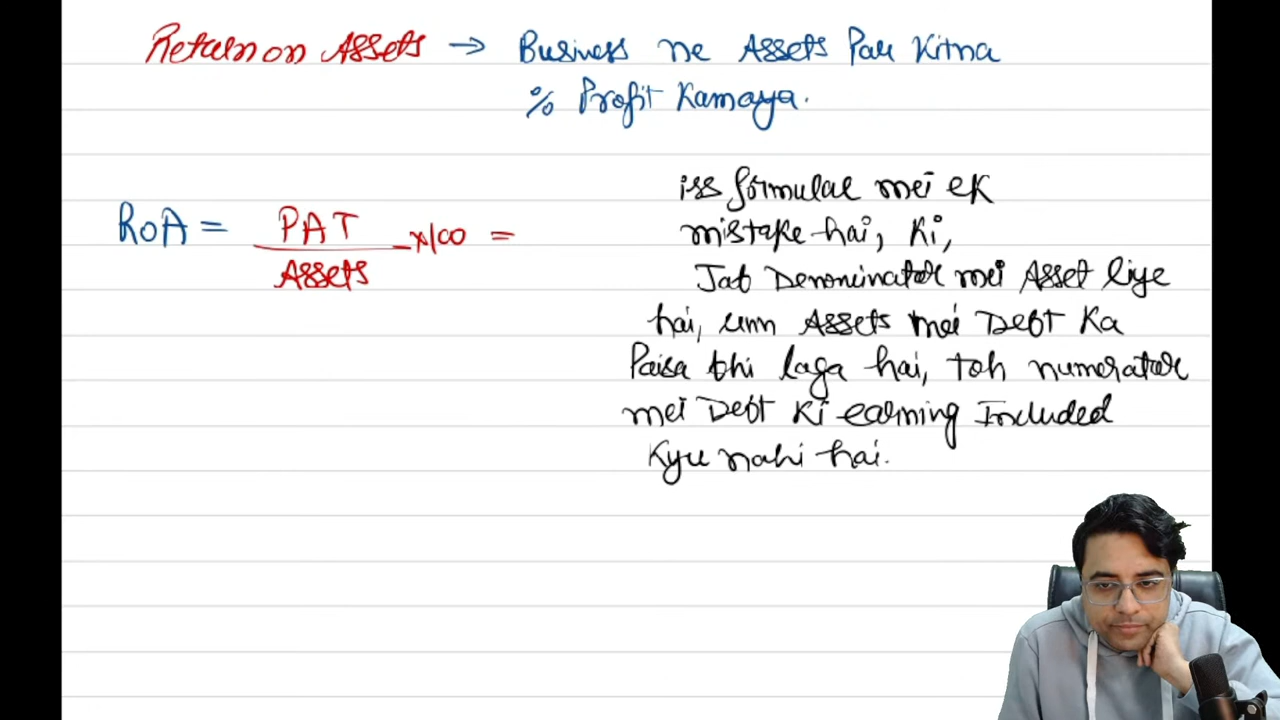 Return on Assets → Business ne Assets Par Kitna
% Profit Kamaya.
ROA = PAT / Assets x100 =
iss formulae mei ek
mistake hai, Ki,
Jab Denominator mei Asset liye
hai, unn Assets mei Debt Ka
Paisa bhi laga hai, toh numerator
mei Debt Ki earning Included
Kyu nahi hai.